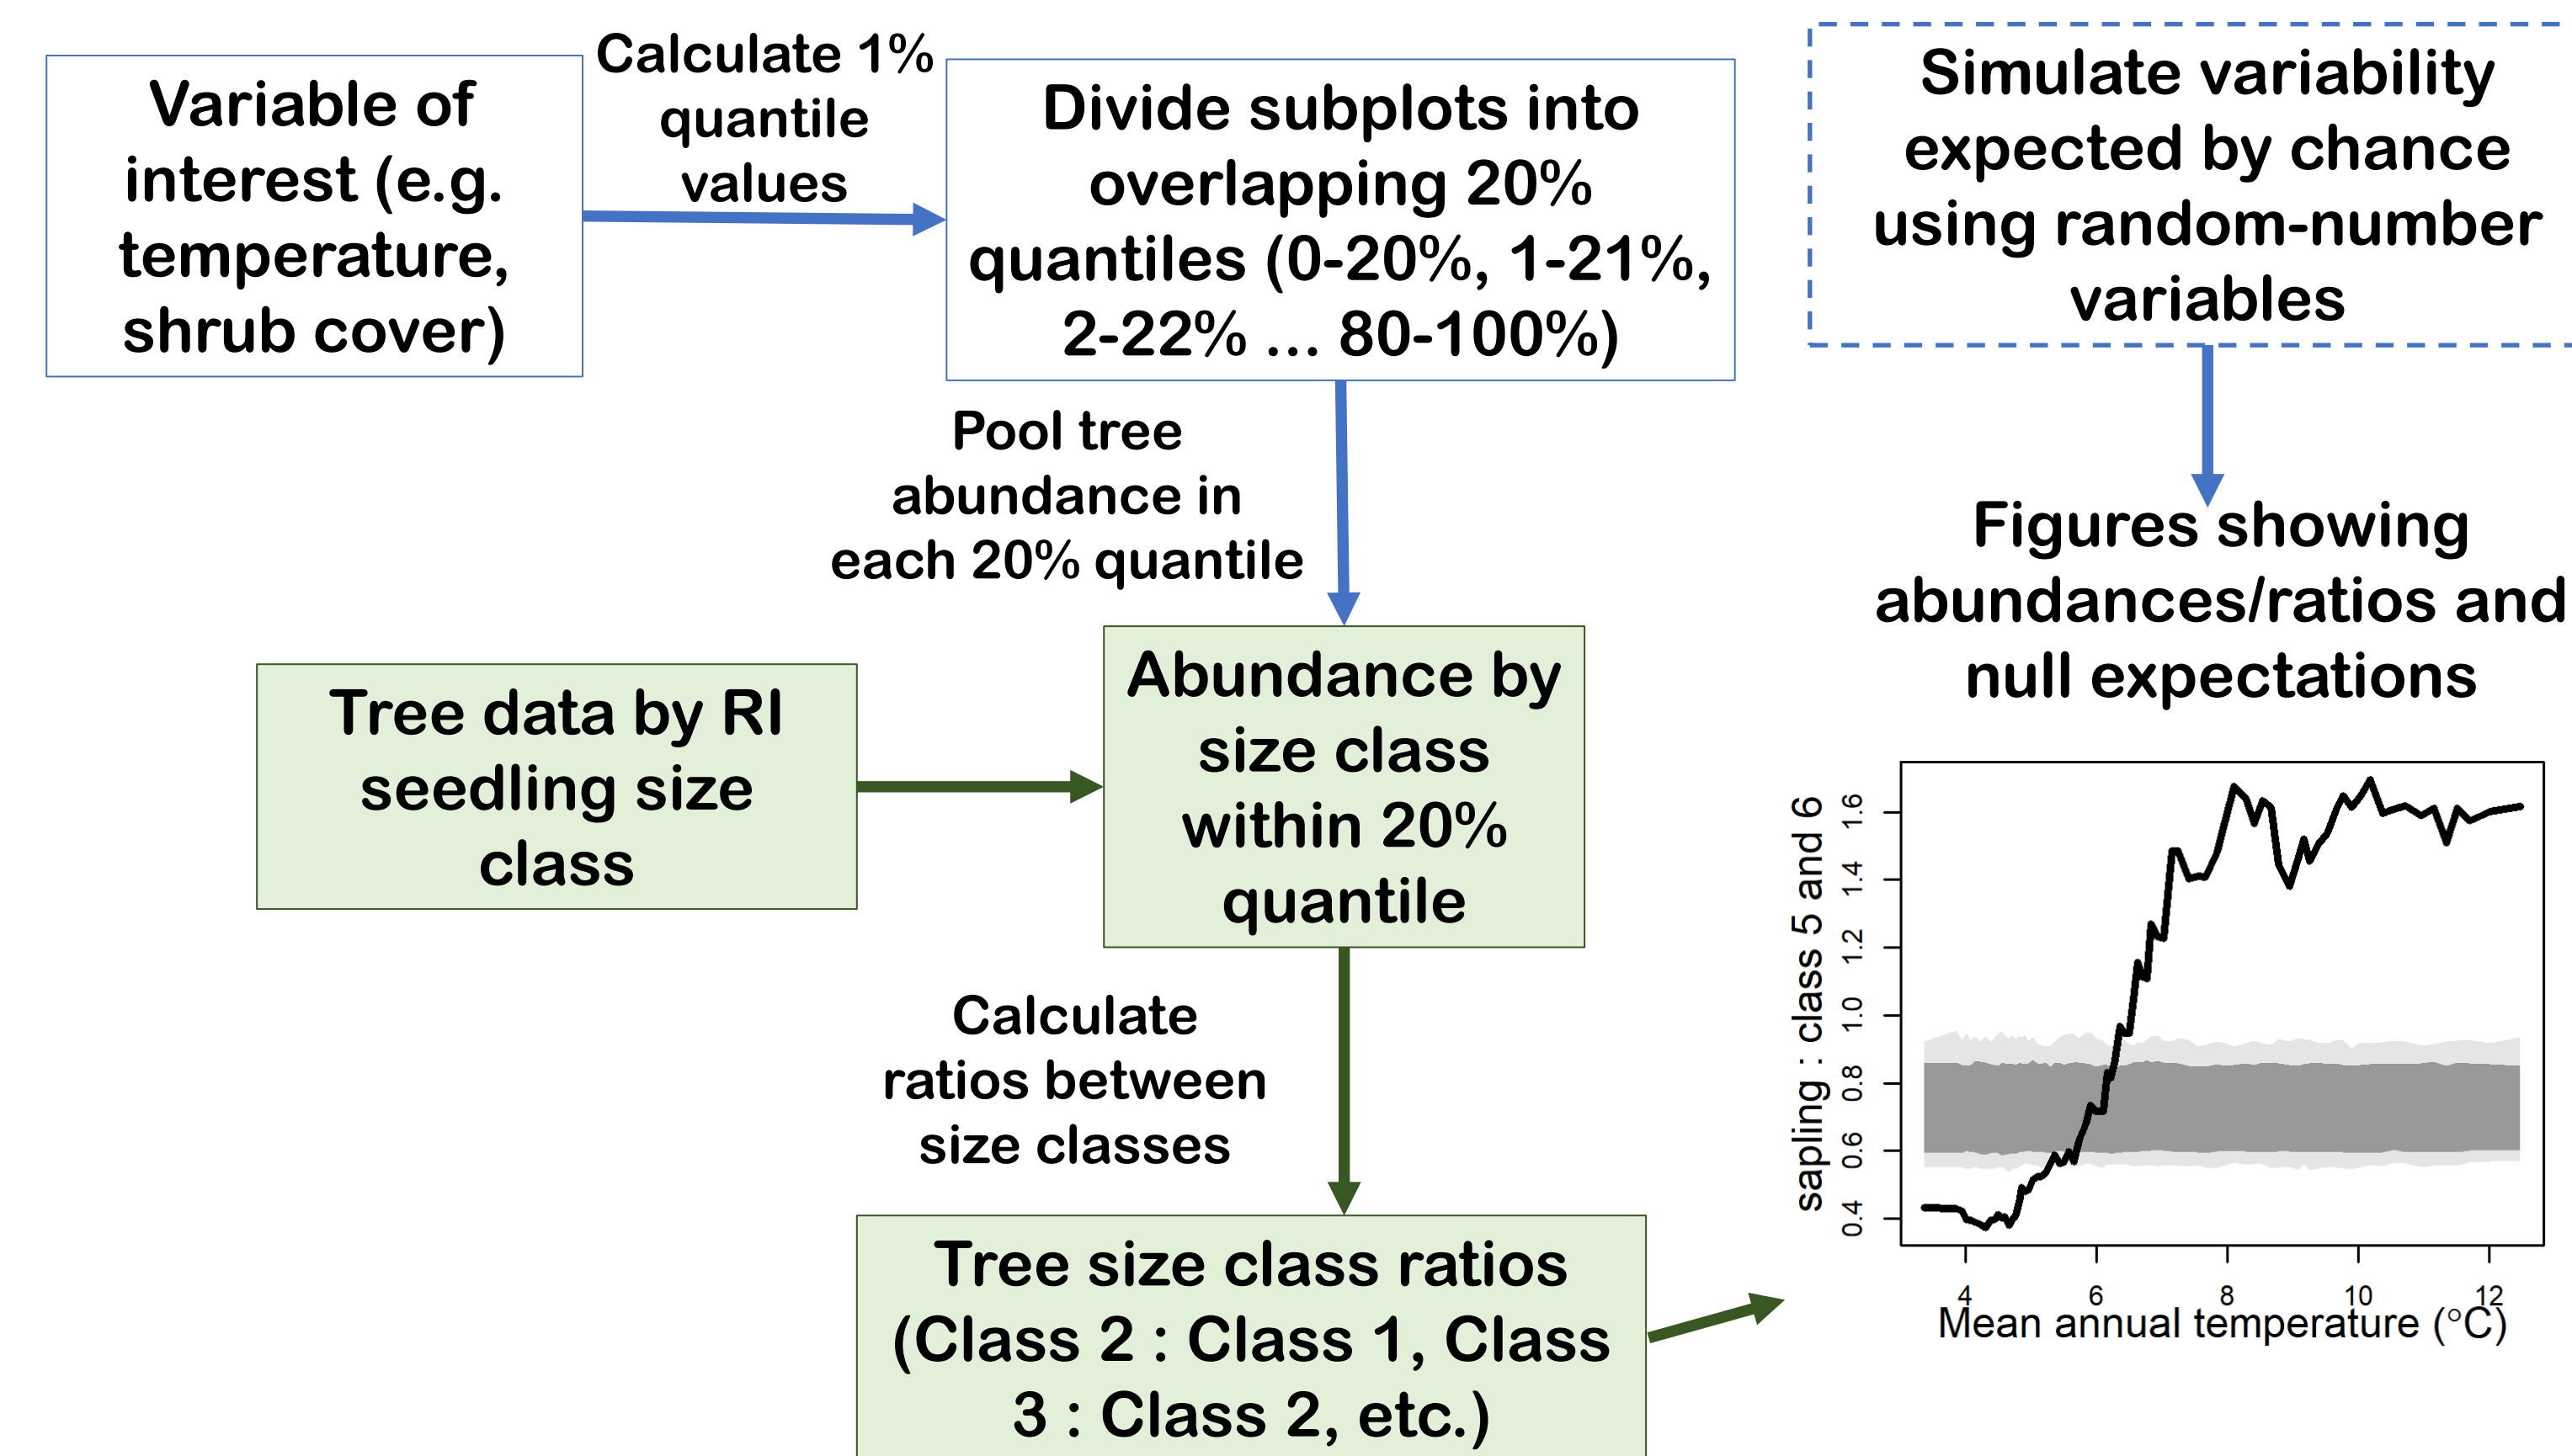 Variable of
interest (e.g.
temperature,
shrub cover)
Calculate 1%
quantile
values
Divide subplots into
overlapping 20%
quantiles (0-20%, 1-21%,
2-22% ... 80-100%)
Simulate variability
expected by chance
using random-number
variables
Pool tree
abundance in
each 20% quantile
Figures showing
abundances/ratios and
null expectations
Tree data by RI
seedling size
class
Abundance by
size class
within 20%
quantile
Calculate
ratios between
size classes
Tree size class ratios
(Class 2 : Class 1, Class
3 : Class 2, etc.)
sapling : class 5 and 6
1.6
1.4
1.2
1.0
0.8
0.6
0.4
4 6 8 10 12
Mean annual temperature (°C)